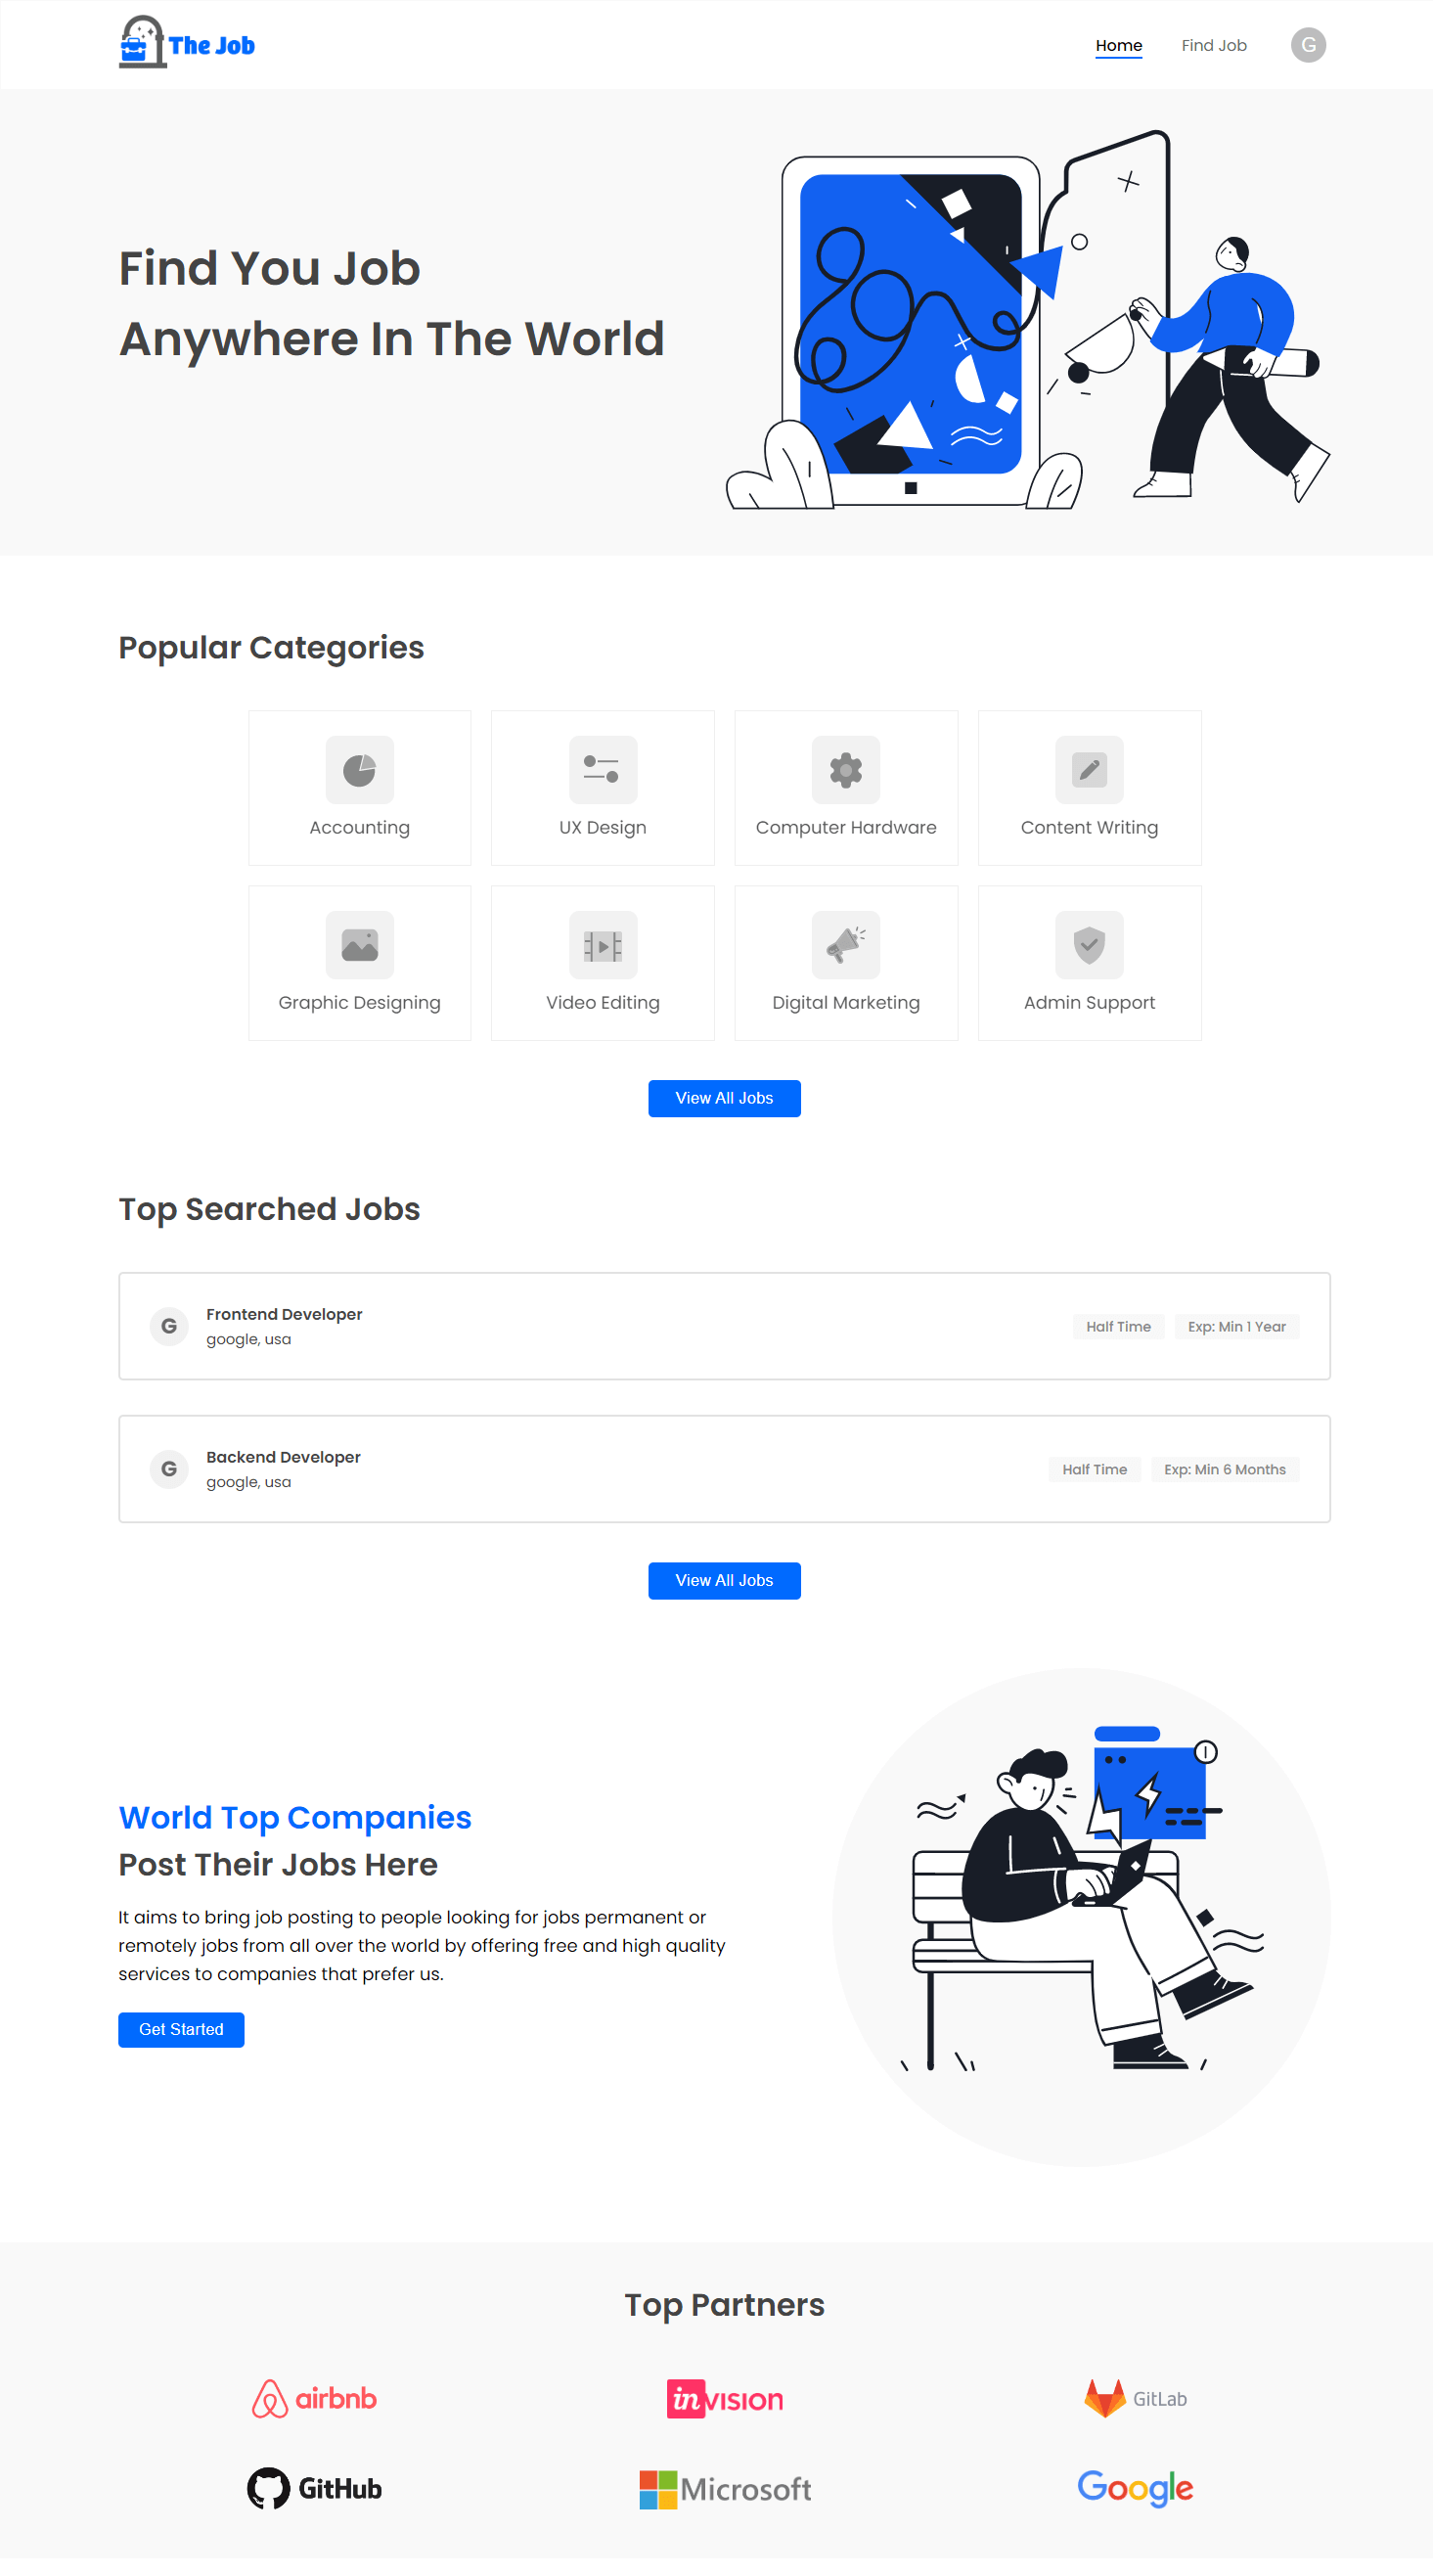 The Job
Home
Find Job
G
Find You Job
Anywhere In The World
Popular Categories
Accounting
UX Design
Computer Hardware
Content Writing
Graphic Designing
Video Editing
Digital Marketing
Admin Support
View All Jobs
Top Searched Jobs
G
Frontend Developer
google, usa
Half Time
Exp: Min 1 Year
G
Backend Developer
google, usa
Half Time
Exp: Min 6 Months
View All Jobs
World Top Companies
Post Their Jobs Here
It aims to bring job posting to people looking for jobs permanent or
remotely jobs from all over the world by offering free and high quality
services to companies that prefer us.
Get Started
Top Partners
airbnb
inVISION
GitLab
GitHub
Microsoft
Google